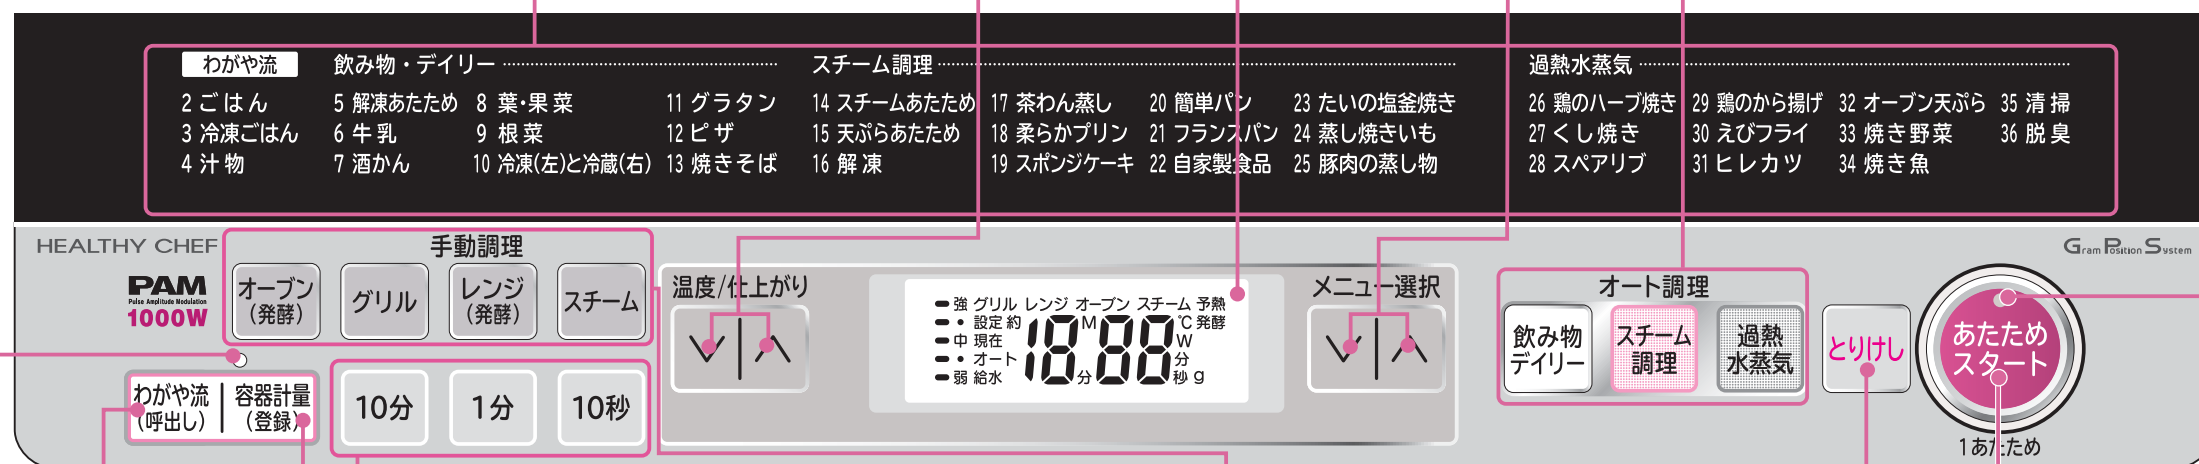 わがや流
2 ごはん
3 冷凍ごはん
4 汁物
飲み物・デイリー
5 解凍あたため
6 牛乳
7 酒かん
8 葉・果菜
9 根菜
10 冷凍(左)と冷蔵(右)
11 グラタン
12 ピザ
13 焼きそば
スチーム調理
14 スチームあたため
15 天ぷらあたため
16 解凍
17 茶わん蒸し
18 柔らかプリン
19 スポンジケーキ
20 簡単パン
21 フランスパン
22 自家製食品
23 たいの塩釜焼き
24 蒸し焼きいも
25 豚肉の蒸し物
過熱水蒸気
26 鶏のハーブ焼き
27 くし焼き
28 スペアリブ
29 鶏のから揚げ
30 えびフライ
31 ヒレカツ
32 オーブン天ぷら
33 焼き野菜
34 焼き魚
35 清掃
36 脱臭
HEALTHY CHEF
PAM
Pulse Amplitude Modulation
1000W
手動調理
オーブン
(発酵)
グリル
レンジ
(発酵)
スチーム
わがや流
(呼出し)
容器計量
(登録)
10分
1分
10秒
温度/仕上がり
強 グリル レンジ オーブン スチーム 予熱
・ 設定 約 M ℃ 発酵
中 現在 18:88 W
・ オート 分
弱 給水 分 秒 g
メニュー選択
オート調理
飲み物
デイリー
スチーム
調理
過熱
水蒸気
とりけし
Gram Position System
あたため
スタート
1あたため